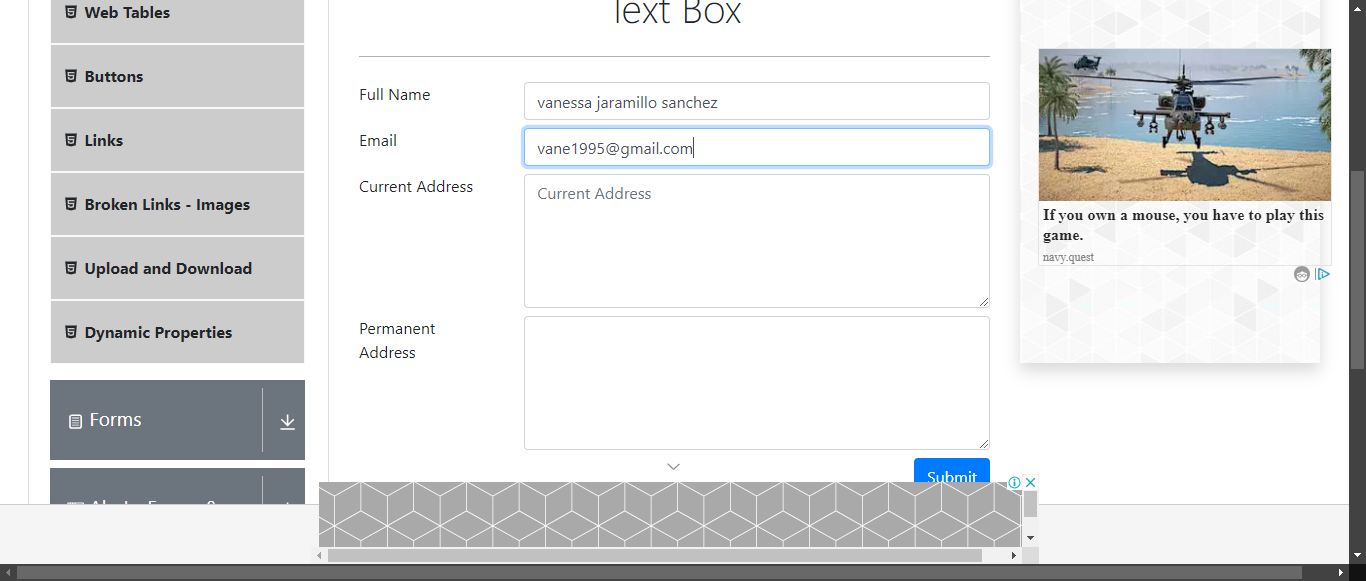 Web Tables
Buttons
Links
Broken Links - Images
Upload and Download
Dynamic Properties
Forms
Text Box
Full Name
vanessa jaramillo sanchez
Email
vane1995@gmail.com
Current Address
Current Address
Permanent
Address
Submit
If you own a mouse, you have to play this
game.
navy.quest